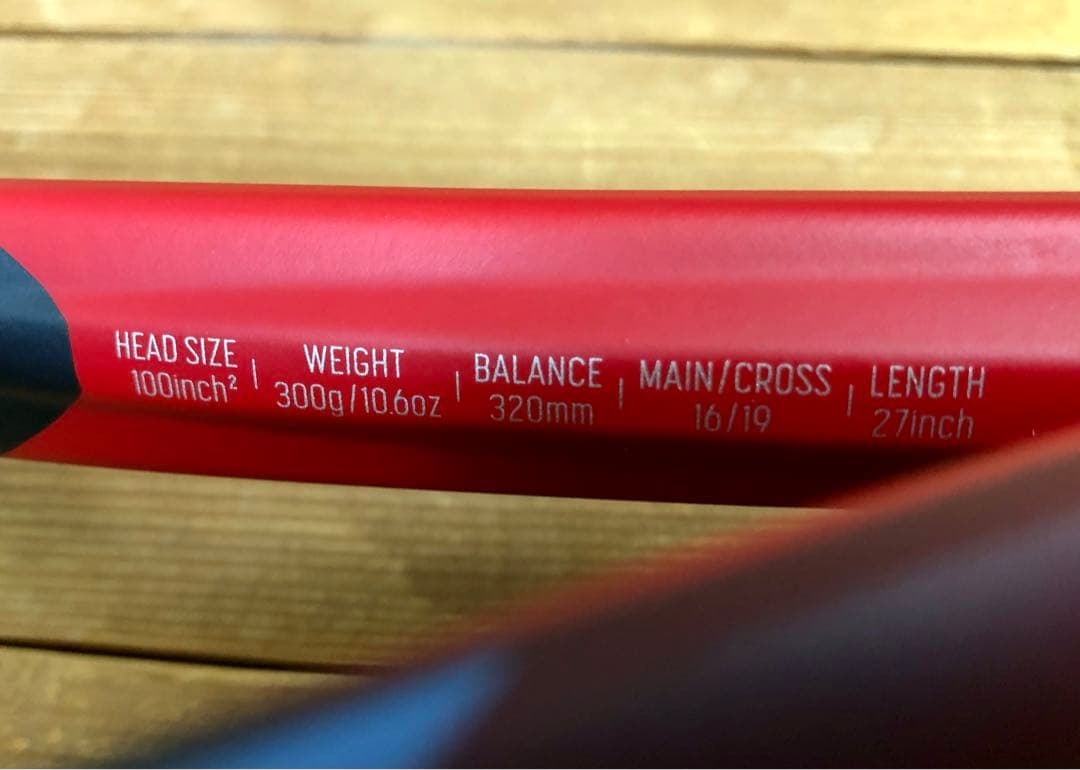 HEAD SIZE | WEIGHT | BALANCE | MAIN/CROSS | LENGTH
100inch² | 300g/10.6oz | 320mm | 16/19 | 27inch